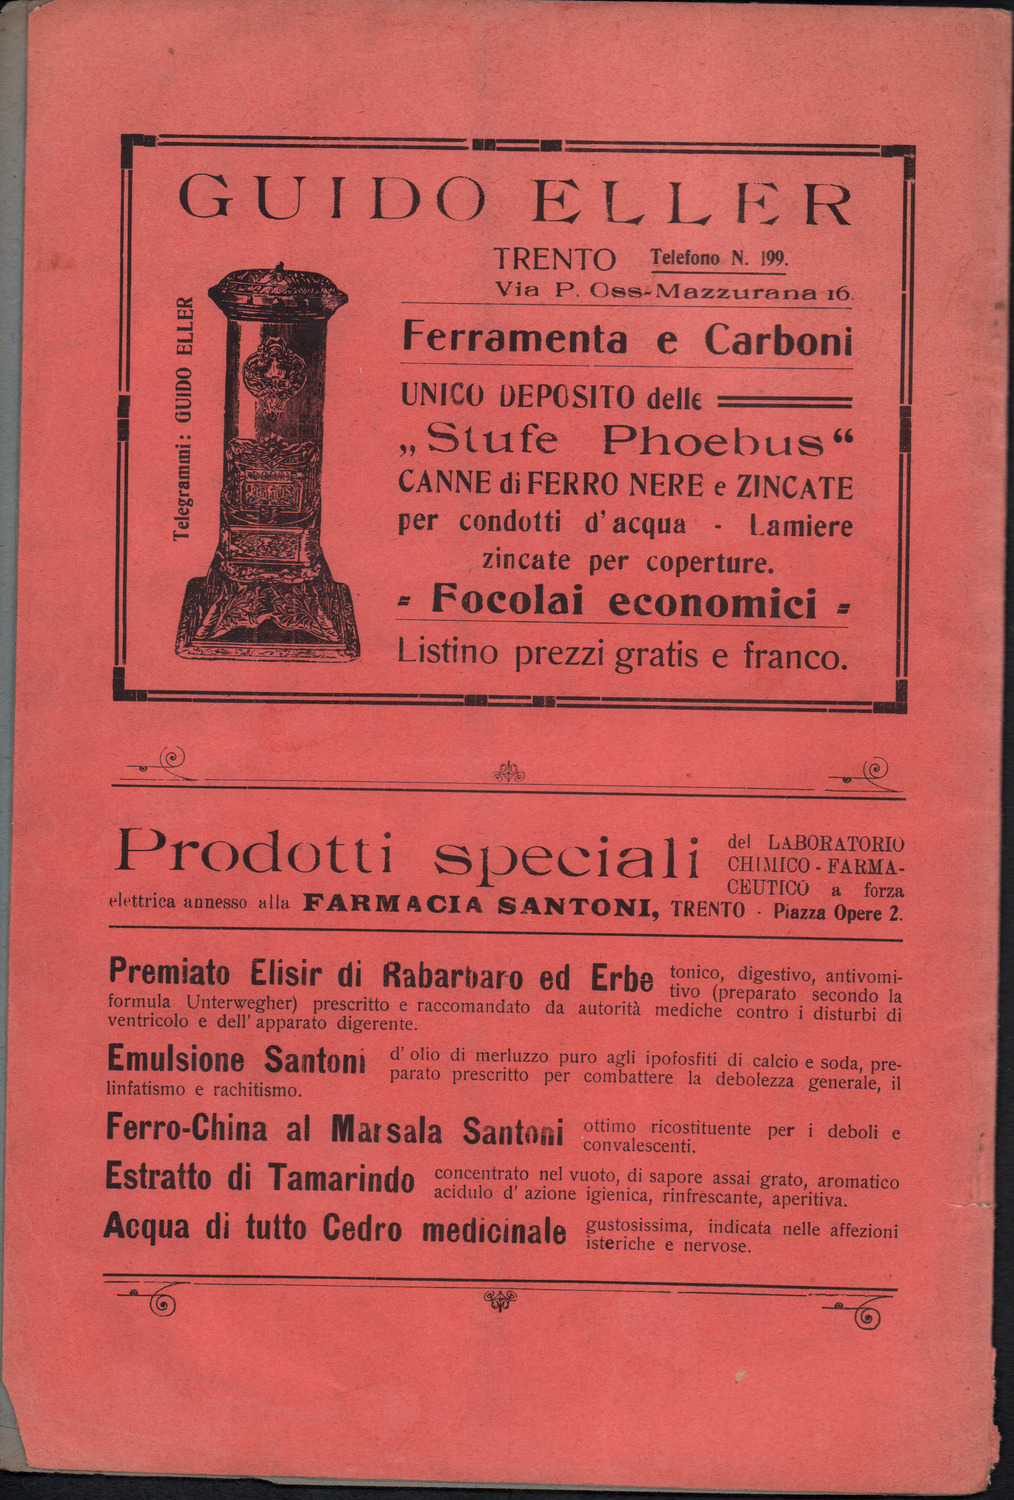 GUIDO ELLER
TRENTO Telefono N. 199.
Via P. Oss-Mazzurana 16.
Telegrammi: GUIDO ELLER
Ferramenta e Carboni
UNICO DEPOSITO delle
„Stufe Phoebus“
CANNE di FERRO NERE e ZINCATE
per condotti d'acqua - Lamiere
zincate per coperture.
Focolai economici
Listino prezzi gratis e franco.
Prodotti speciali del LABORATORIO
CHIMICO-FARMA-
CEUTICO a forza
elettrica annesso alla FARMACIA SANTONI, TRENTO - Piazza Opere 2.
Premiato Elisir di Rabarbaro ed Erbe tonico, digestivo, antivomi-
tivo (preparato secondo la
formula Unterwegher) prescritto e raccomandato da autorità mediche contro i disturbi di
ventricolo e dell'apparato digerente.
Emulsione Santoni d'olio di merluzzo puro agli ipofosfiti di calcio e soda, pre-
parato prescritto per combattere la debolezza generale, il
linfatismo e rachitismo.
Ferro-China al Marsala Santoni ottimo ricostituente per i deboli e
convalescenti.
Estratto di Tamarindo concentrato nel vuoto, di sapore assai grato, aromatico
acidulo d'azione igienica, rinfrescante, aperitiva.
Acqua di tutto Cedro medicinale gustosissima, indicata nelle affezioni
isteriche e nervose.